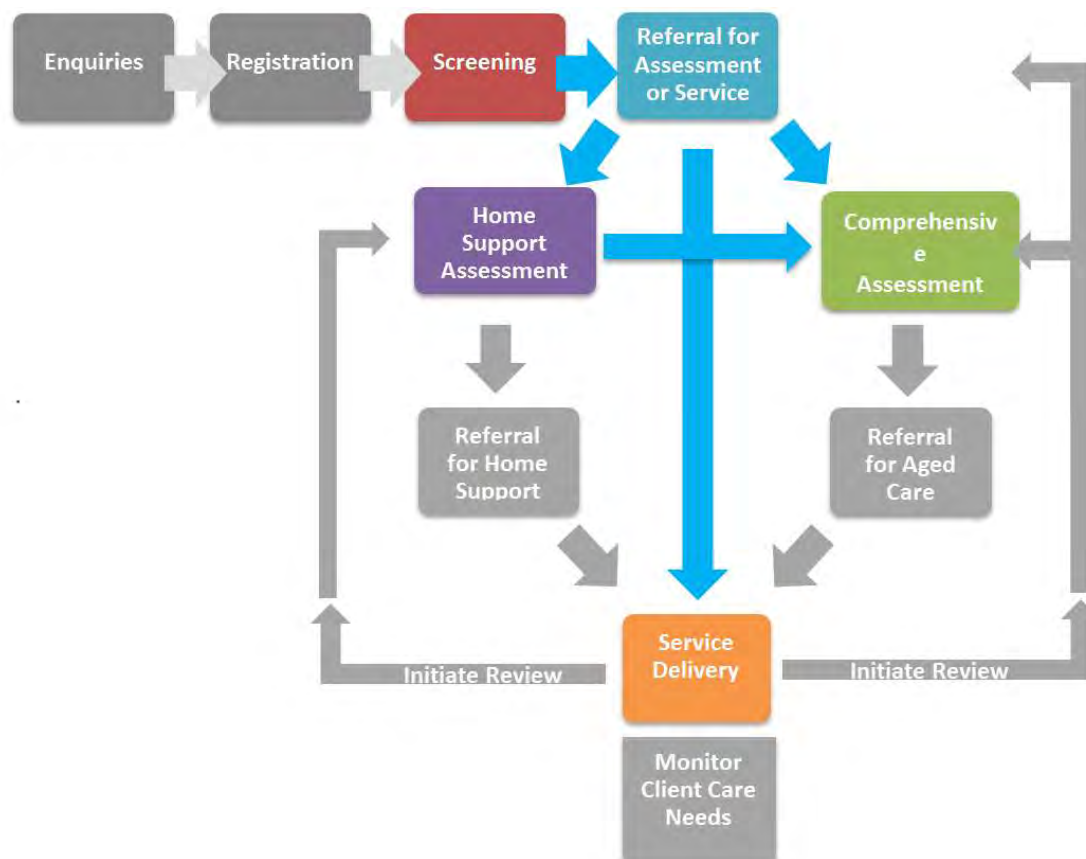 Enquiries
Registration
Screening
Referral for
Assessment
or Service
Home
Support
Assessment
Comprehensiv
e
Assessment
Referral
for Home
Support
Referral
for Aged
Care
Service
Delivery
Initiate Review
Initiate Review
Monitor
Client Care
Needs